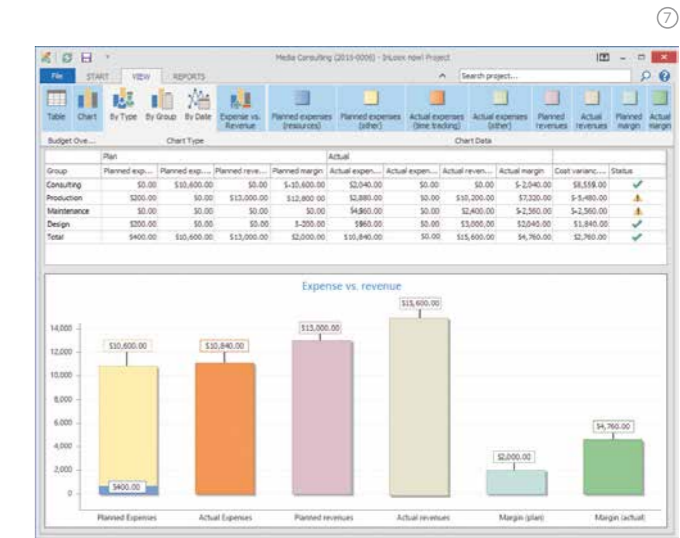 7
Media Consulting (2015-0006) - InLoox now! Project
File START VIEW REPORTS Search project...
Table Chart By Type By Group By Date Expense vs. Revenue Planned expenses (resources) Planned expenses (other) Actual expenses (time tracking) Actual expenses (other) Planned revenues Actual revenues Planned margin Actual margin
Budget Ove... Chart Type Chart Data
Plan Actual
Group Planned exp... Planned exp... Planned reve... Planned margin Actual expen... Actual expen... Actual reven... Actual margin Cost varianc... Status
Consulting $0.00 $10,600.00 $0.00 $-10,600.00 $2,040.00 $0.00 $0.00 $-2,040.00
Production $200.00 $0.00 $13,000.00 $12,800.00 $2,880.00 $0.00 $10,200.00 $7,320.00 $-5,480.00
Maintenance $0.00 $0.00 $0.00 $0.00 $4,960.00 $0.00 $2,400.00 $-2,560.00 $-2,560.00
Design $200.00 $0.00 $0.00 $-200.00 $960.00 $0.00 $3,000.00 $2,040.00 $1,840.00
Total $400.00 $10,600.00 $13,000.00 $2,000.00 $10,840.00 $0.00 $15,600.00 $4,760.00 $2,760.00
Expense vs. revenue
$15,600.00
14,000
$13,000.00
$10,600.00 $10,840.00
12,000
10,000
8,000
6,000
$4,760.00
4,000
$2,000.00
2,000
$400.00
0
Planned Expenses Actual Expenses Planned revenues Actual revenues Margin (plan) Margin (actual)